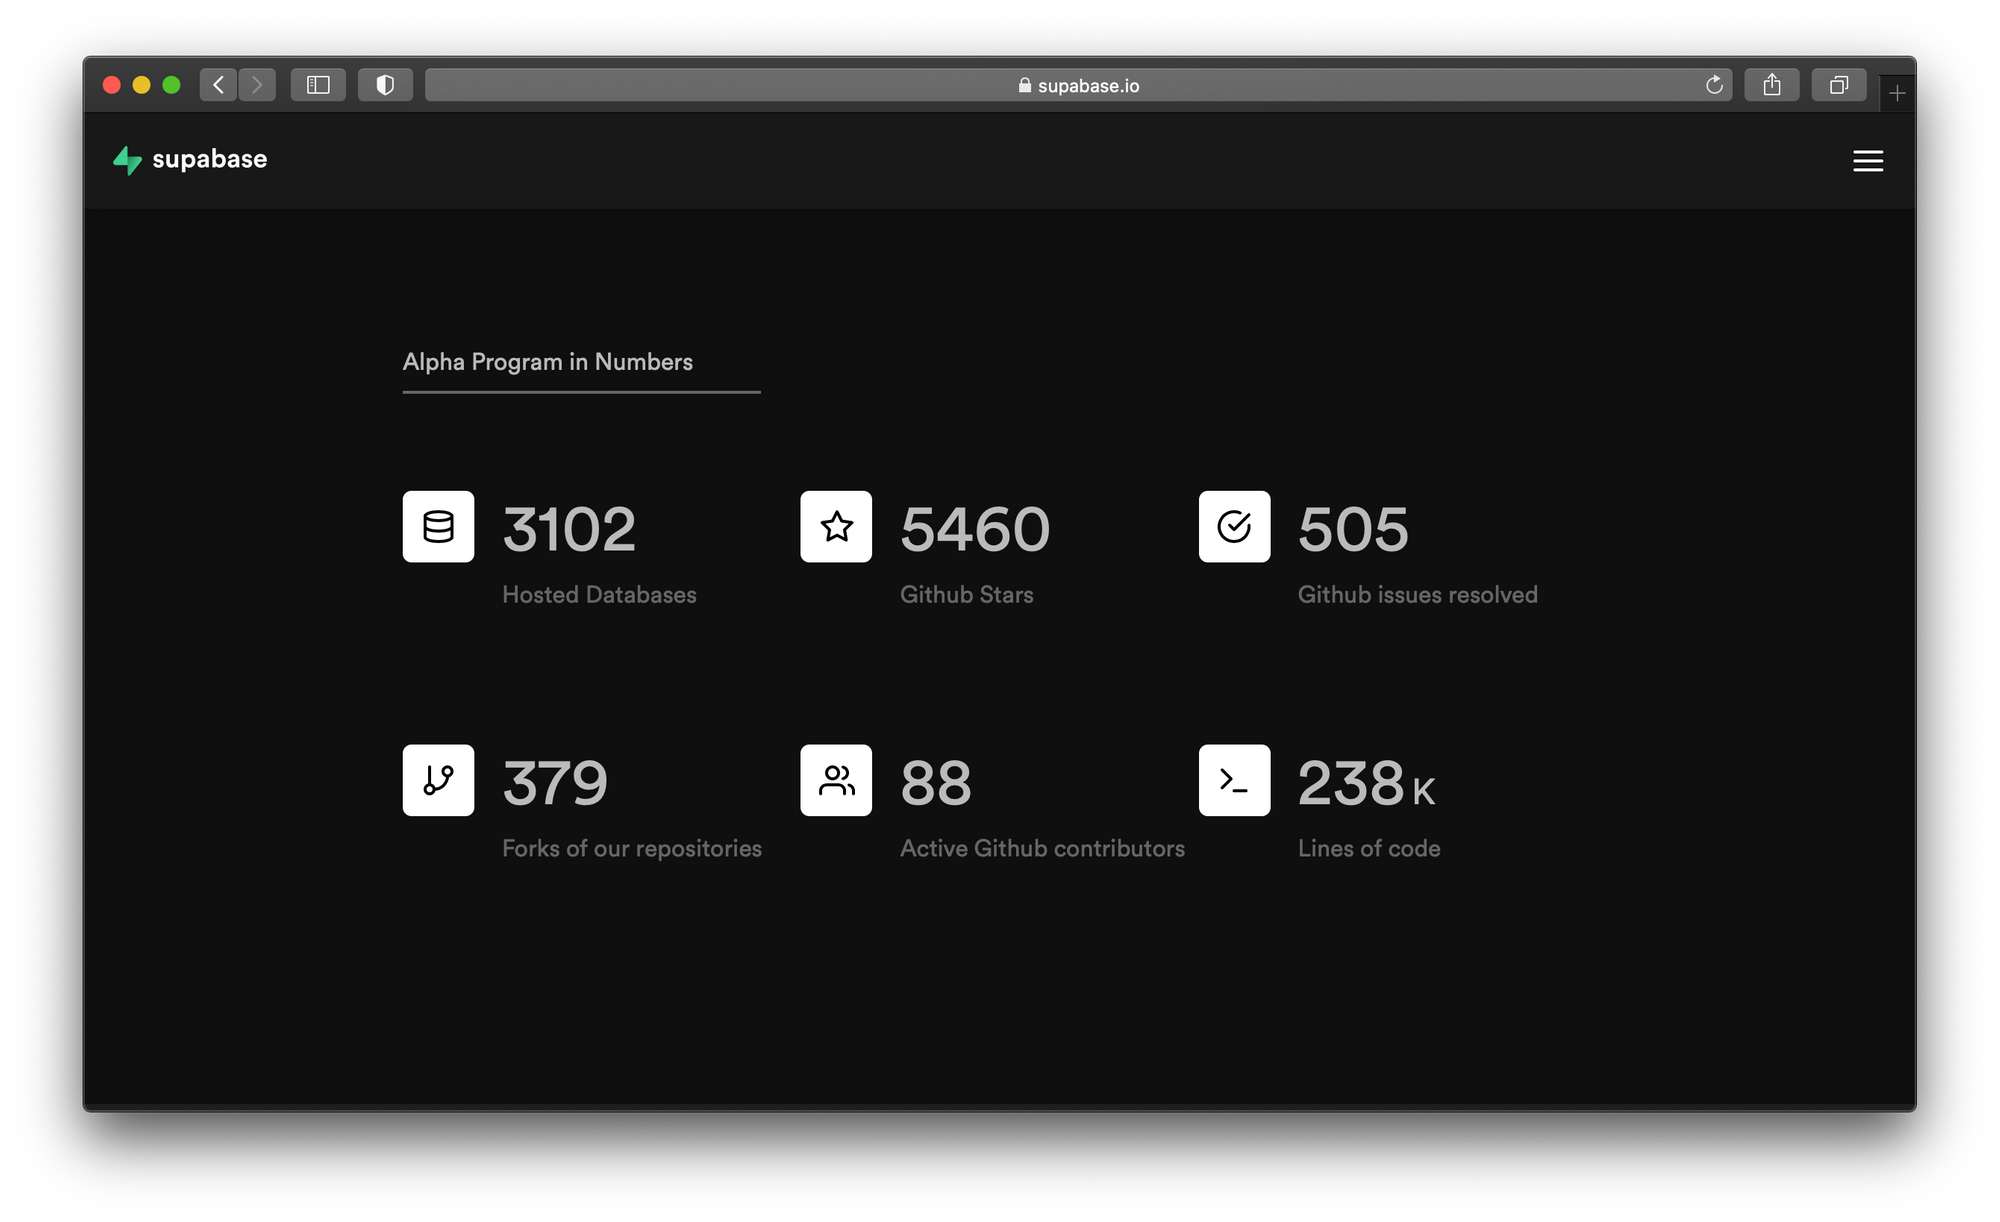 supabase.io
supabase
Alpha Program in Numbers
3102
Hosted Databases
5460
Github Stars
505
Github issues resolved
379
Forks of our repositories
88
Active Github contributors
238 K
Lines of code